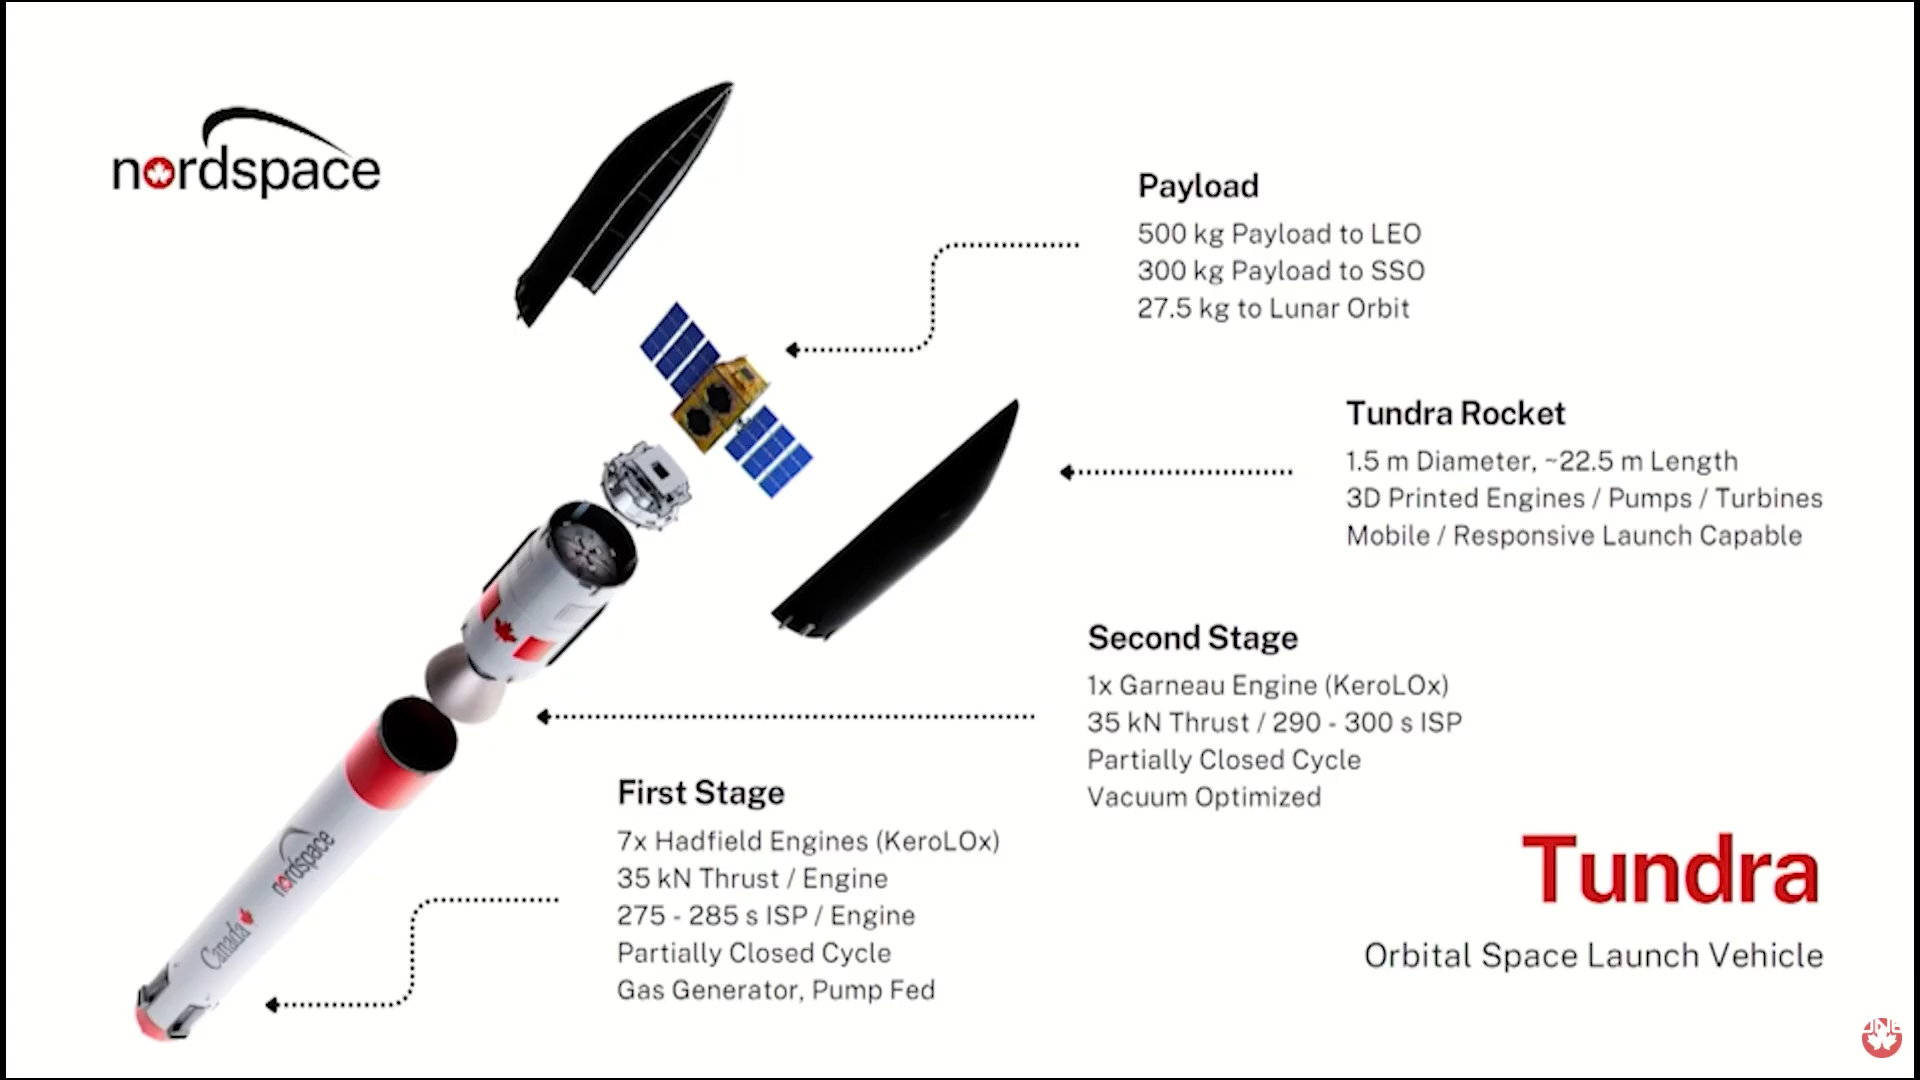 nordspace
Payload
500 kg Payload to LEO
300 kg Payload to SSO
27.5 kg to Lunar Orbit
Tundra Rocket
1.5 m Diameter, ~22.5 m Length
3D Printed Engines / Pumps / Turbines
Mobile / Responsive Launch Capable
Second Stage
1x Garneau Engine (KeroLOx)
35 kN Thrust / 290 - 300 s ISP
Partially Closed Cycle
Vacuum Optimized
First Stage
7x Hadfield Engines (KeroLOx)
35 kN Thrust / Engine
275 - 285 s ISP / Engine
Partially Closed Cycle
Gas Generator, Pump Fed
nordspace
Canada
Tundra
Orbital Space Launch Vehicle